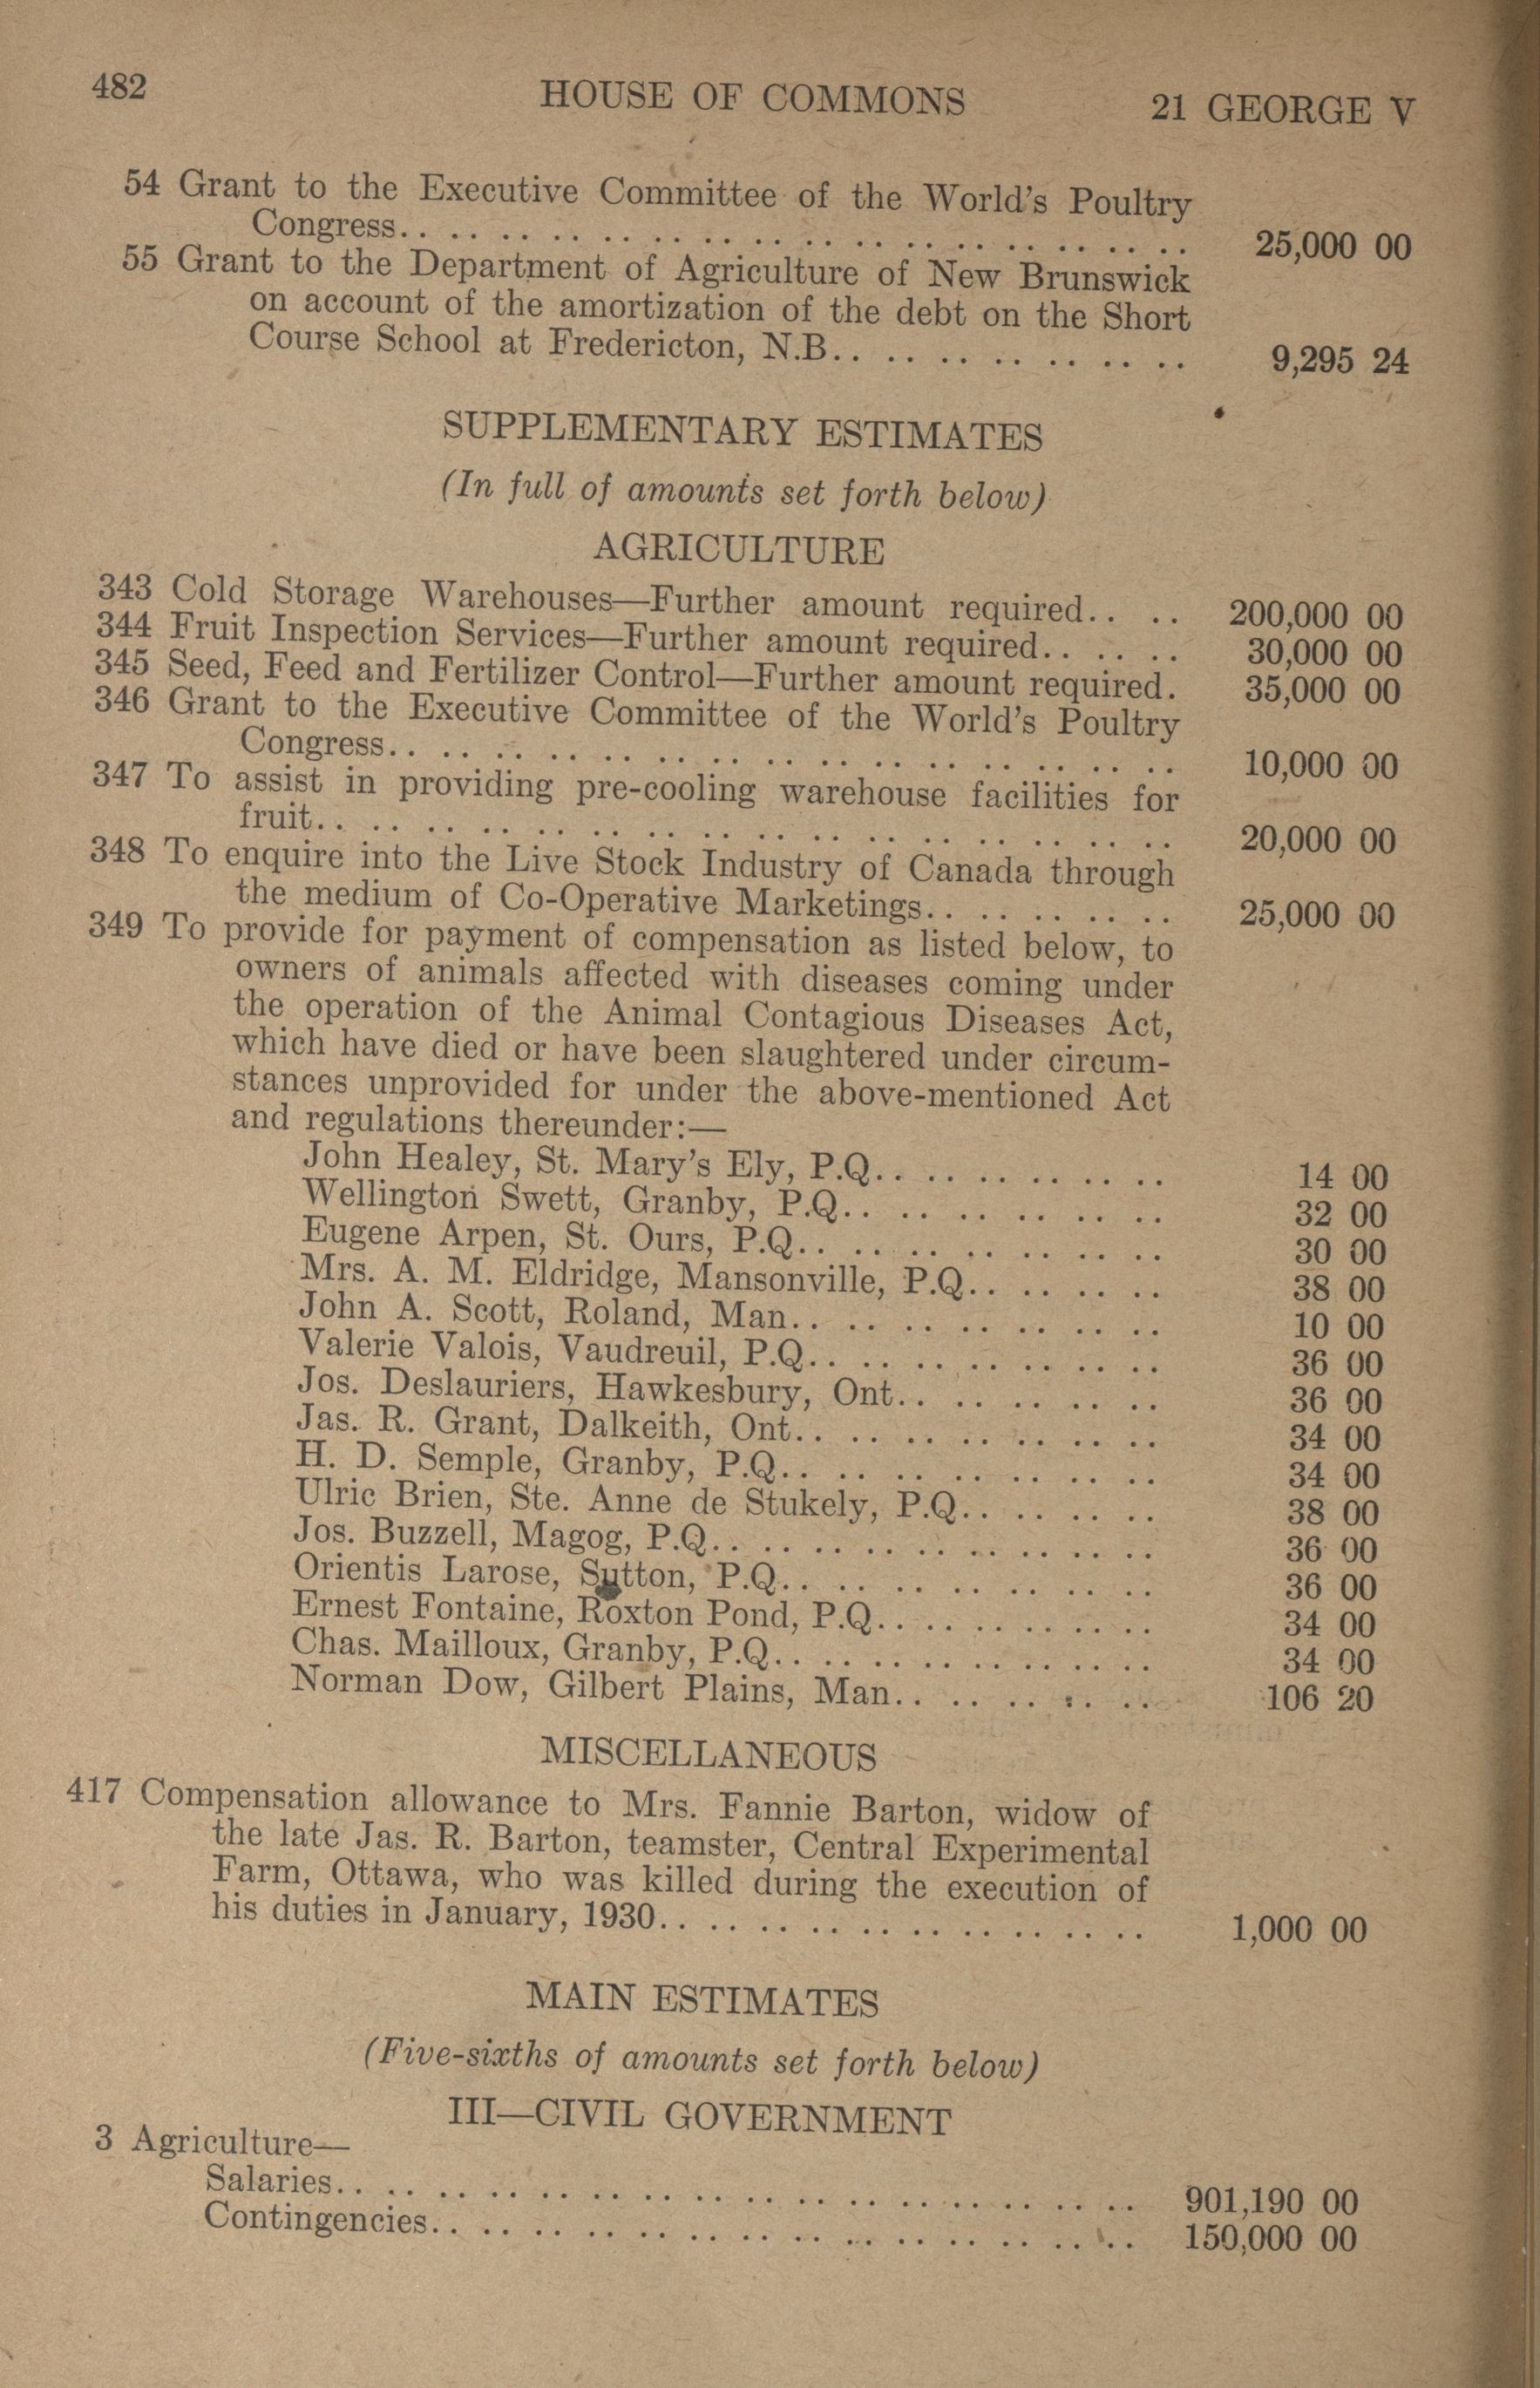 482
HOUSE OF COMMONS
21 GEORGE V
54 Grant to the Executive Committee of the World's Poultry
Congress.. .. .. .. .. .. .. .. .. .. .. .. .. .. .. .. 25,000 00
55 Grant to the Department of Agriculture of New Brunswick
on account of the amortization of the debt on the Short
Course School at Fredericton, N.B.. .. .. .. .. .. .. 9,295 24
SUPPLEMENTARY ESTIMATES
(In full of amounts set forth below)
AGRICULTURE
343 Cold Storage Warehouses—Further amount required.. .. .. 200,000 00
344 Fruit Inspection Services—Further amount required.. .. .. 30,000 00
345 Seed, Feed and Fertilizer Control—Further amount required. 35,000 00
346 Grant to the Executive Committee of the World's Poultry
Congress.. .. .. .. .. .. .. .. .. .. .. .. .. .. .. 10,000 00
347 To assist in providing pre-cooling warehouse facilities for
fruit.. .. .. .. .. .. .. .. .. .. .. .. .. .. .. .. 20,000 00
348 To enquire into the Live Stock Industry of Canada through
the medium of Co-Operative Marketings.. .. .. .. .. 25,000 00
349 To provide for payment of compensation as listed below, to
owners of animals affected with diseases coming under
the operation of the Animal Contagious Diseases Act,
which have died or have been slaughtered under circum-
stances unprovided for under the above-mentioned Act
and regulations thereunder:—
John Healey, St. Mary's Ely, P.Q.. .. .. .. .. .. 14 00
Wellington Swett, Granby, P.Q.. .. .. .. .. .. .. 32 00
Eugene Arpen, St. Ours, P.Q.. .. .. .. .. .. .. .. 30 00
Mrs. A. M. Eldridge, Mansonville, P.Q.. .. .. .. 38 00
John A. Scott, Roland, Man.. .. .. .. .. .. .. .. 10 00
Valerie Valois, Vaudreuil, P.Q.. .. .. .. .. .. .. .. 36 00
Jos. Deslauriers, Hawkesbury, Ont.. .. .. .. .. .. 36 00
Jas. R. Grant, Dalkeith, Ont.. .. .. .. .. .. .. .. 34 00
H. D. Semple, Granby, P.Q.. .. .. .. .. .. .. .. 34 00
Ulric Brien, Ste. Anne de Stukely, P.Q.. .. .. .. 38 00
Jos. Buzzell, Magog, P.Q.. .. .. .. .. .. .. .. .. 36 00
Orientis Larose, Sutton, P.Q.. .. .. .. .. .. .. .. 36 00
Ernest Fontaine, Roxton Pond, P.Q.. .. .. .. .. .. 34 00
Chas. Mailloux, Granby, P.Q.. .. .. .. .. .. .. .. 34 00
Norman Dow, Gilbert Plains, Man.. .. .. .. .. 106 20
MISCELLANEOUS
417 Compensation allowance to Mrs. Fannie Barton, widow of
the late Jas. R. Barton, teamster, Central Experimental
Farm, Ottawa, who was killed during the execution of
his duties in January, 1930.. .. .. .. .. .. .. .. .. .. 1,000 00
MAIN ESTIMATES
(Five-sixths of amounts set forth below)
III—CIVIL GOVERNMENT
3 Agriculture—
Salaries.. .. .. .. .. .. .. .. .. .. .. .. .. .. .. .. 901,190 00
Contingencies.. .. .. .. .. .. .. .. .. .. .. .. .. .. 150,000 00